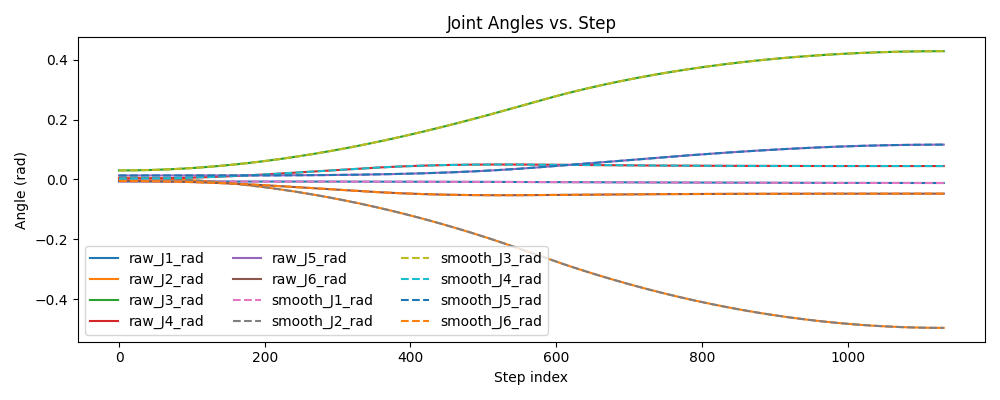 Joint Angles vs. Step
Angle (rad)
0.4
0.2
0.0
−0.2
−0.4
raw_J1_rad
raw_J2_rad
raw_J3_rad
raw_J4_rad
raw_J5_rad
raw_J6_rad
smooth_J1_rad
smooth_J2_rad
smooth_J3_rad
smooth_J4_rad
smooth_J5_rad
smooth_J6_rad
0 200 400 600 800 1000
Step index